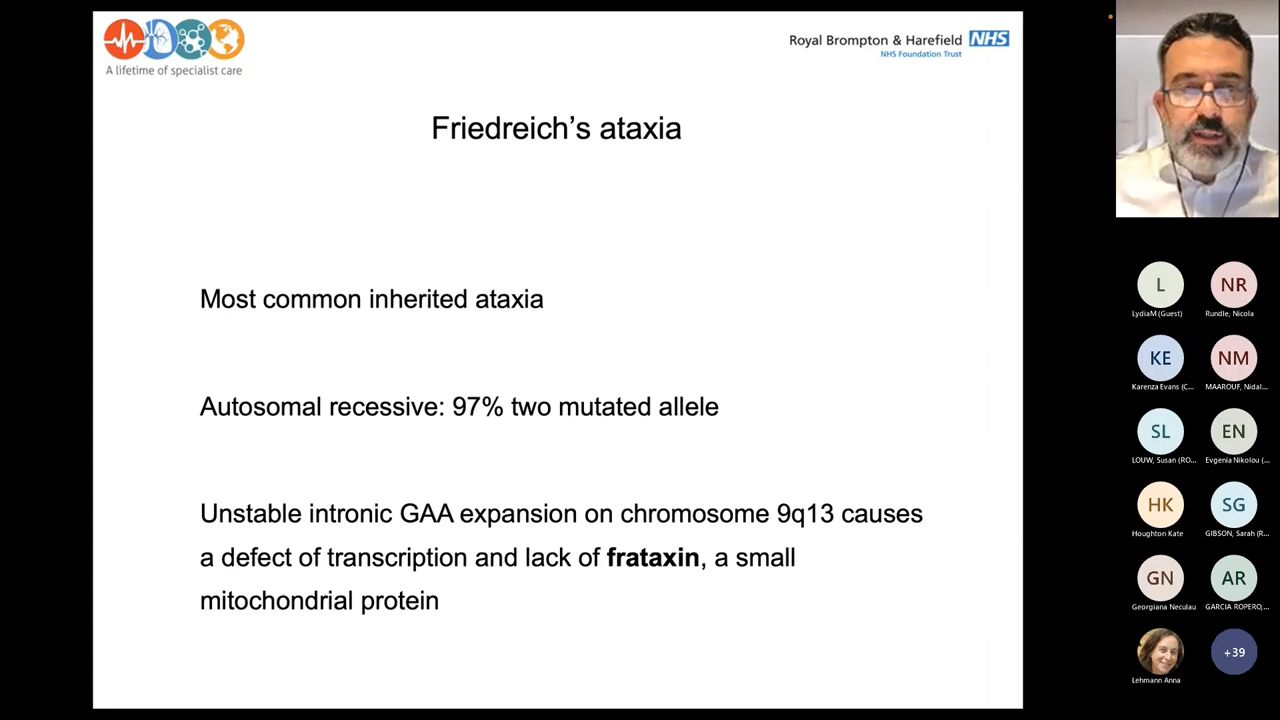 A lifetime of specialist care
Royal Brompton & Harefield NHS
NHS Foundation Trust
Friedreich’s ataxia
Most common inherited ataxia
Autosomal recessive: 97% two mutated allele
Unstable intronic GAA expansion on chromosome 9q13 causes
a defect of transcription and lack of frataxin, a small
mitochondrial protein
L
NR
LydiaM (Guest)
Rundle, Nicola
KE
NM
Karenza Evans (C...
MAAROUF, Nidal...
SL
EN
LOUW, Susan (RO...
Evgenia Nikolou (...
HK
SG
Houghton Kate
GIBSON, Sarah (R...
GN
AR
Georgiana Neculau
GARCIA ROPERO,...
+39
Lehmann Anna